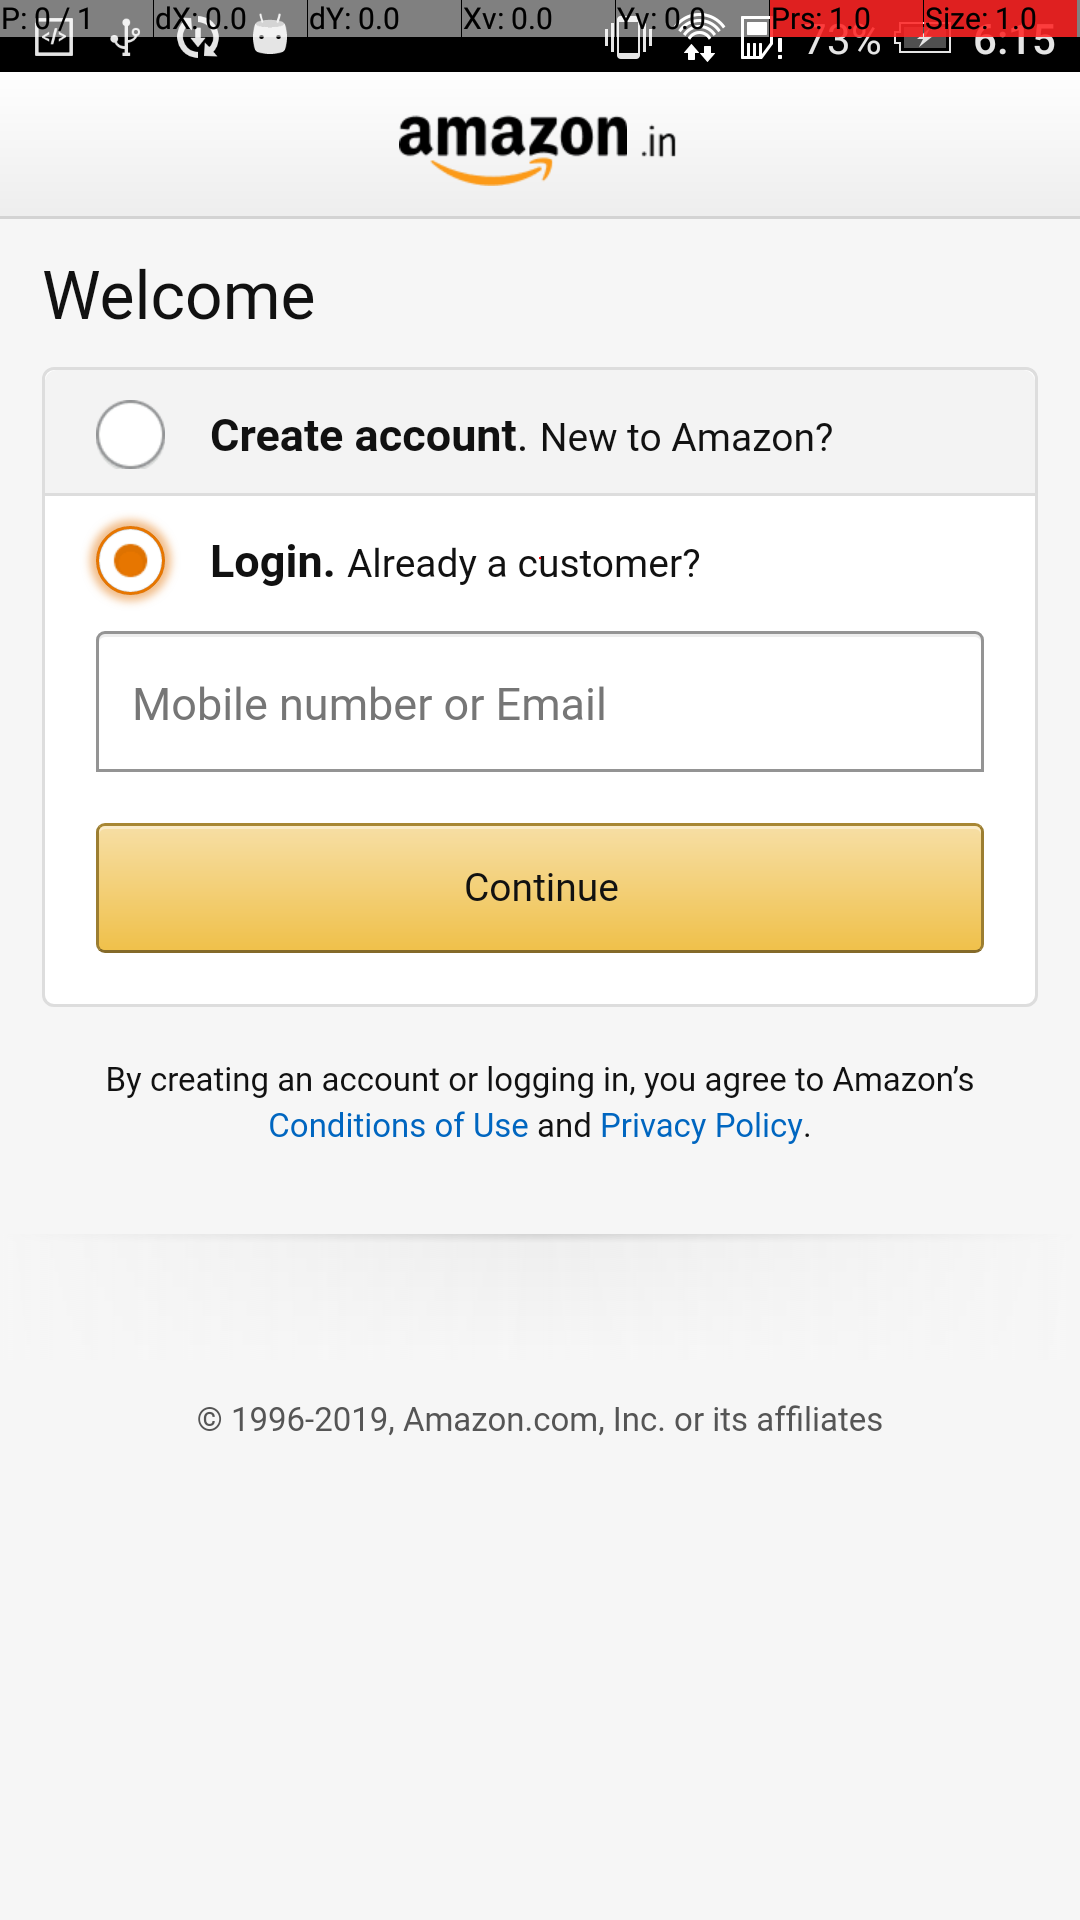 P: 0 / 1 dX: 0.0 dY: 0.0 Xv: 0.0 Yv: 0.0 Prs: 1.0 Size: 1.0
73% 6:15
amazon.in
Welcome
Create account. New to Amazon?
Login. Already a customer?
Mobile number or Email
Continue
By creating an account or logging in, you agree to Amazon’s
Conditions of Use and Privacy Policy.
© 1996-2019, Amazon.com, Inc. or its affiliates